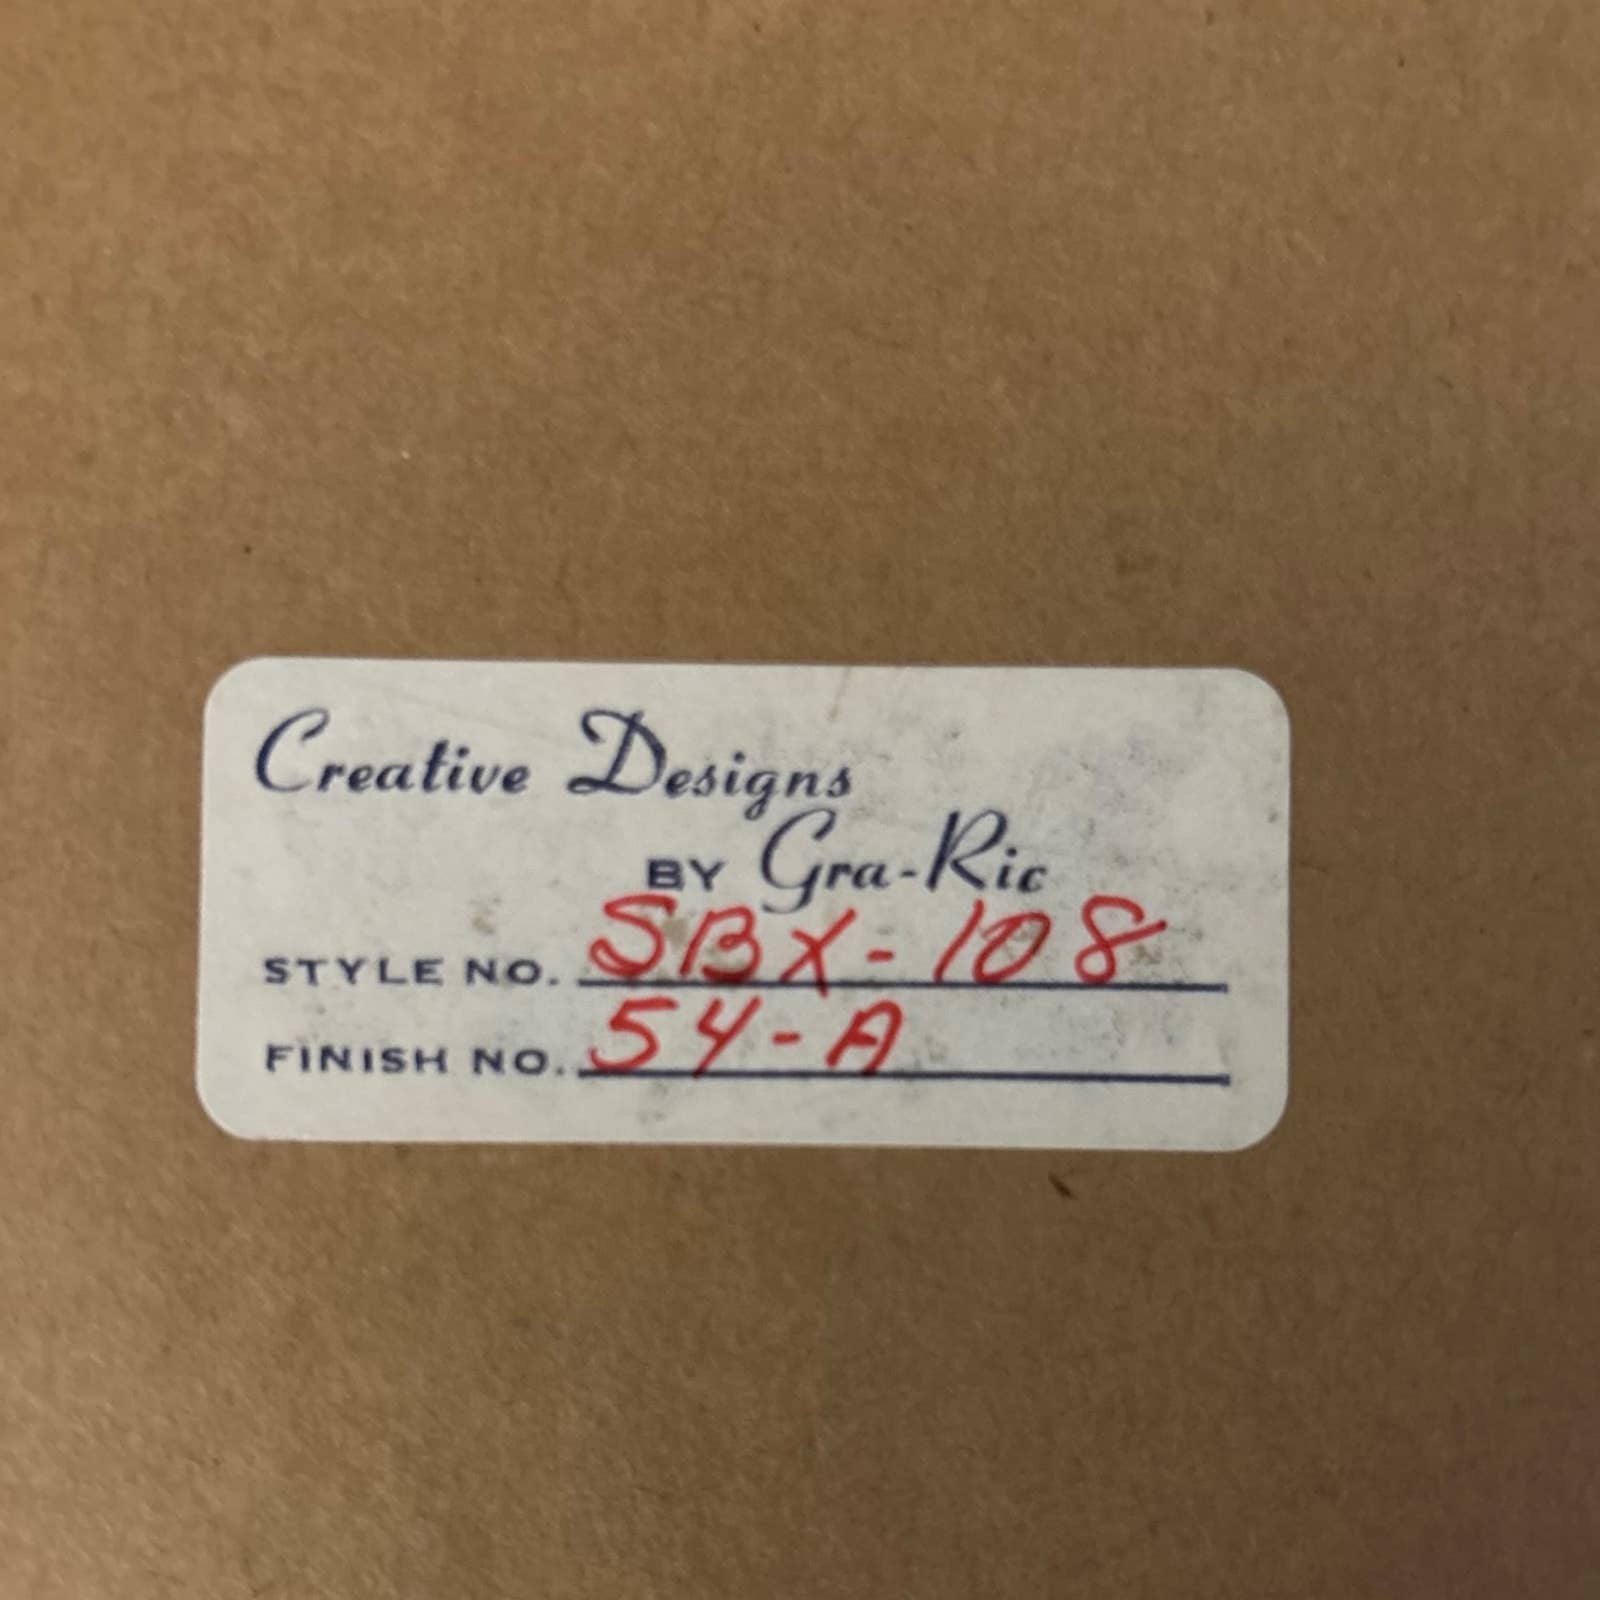 Creative Designs
BY Gra-Ric
STYLE NO. SBX-108
FINISH NO. 54-A